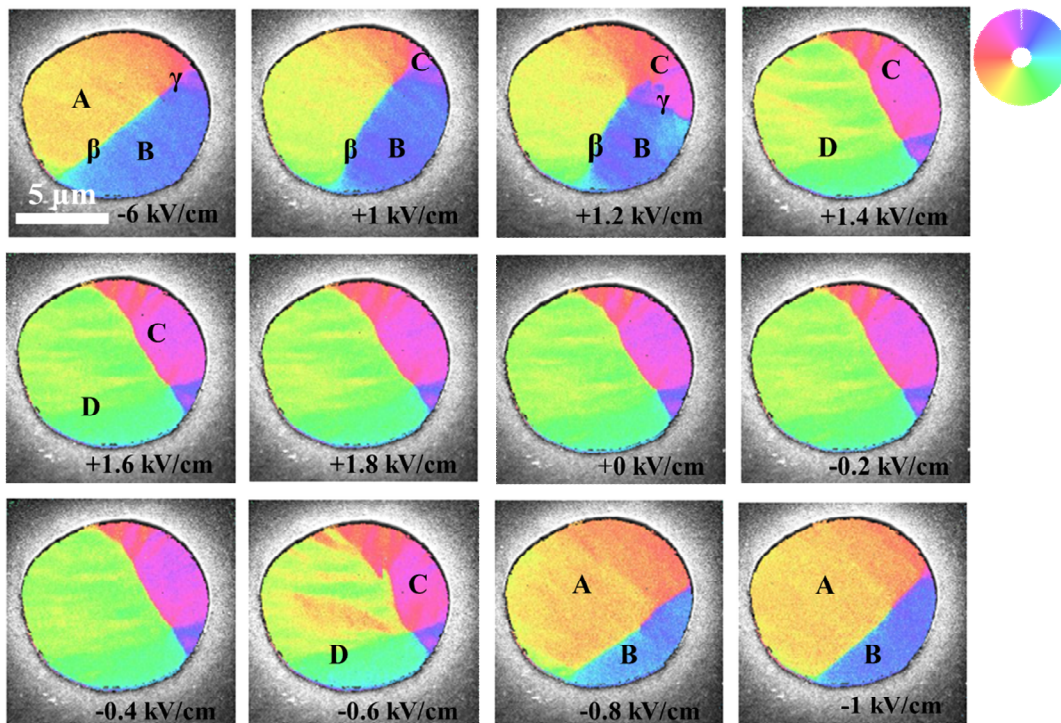 A
γ
β
B
5 μm
-6 kV/cm
C
β
B
+1 kV/cm
C
γ
β
B
+1.2 kV/cm
C
D
+1.4 kV/cm
C
D
+1.6 kV/cm
+1.8 kV/cm
+0 kV/cm
-0.2 kV/cm
-0.4 kV/cm
C
D
-0.6 kV/cm
A
B
-0.8 kV/cm
A
B
-1 kV/cm